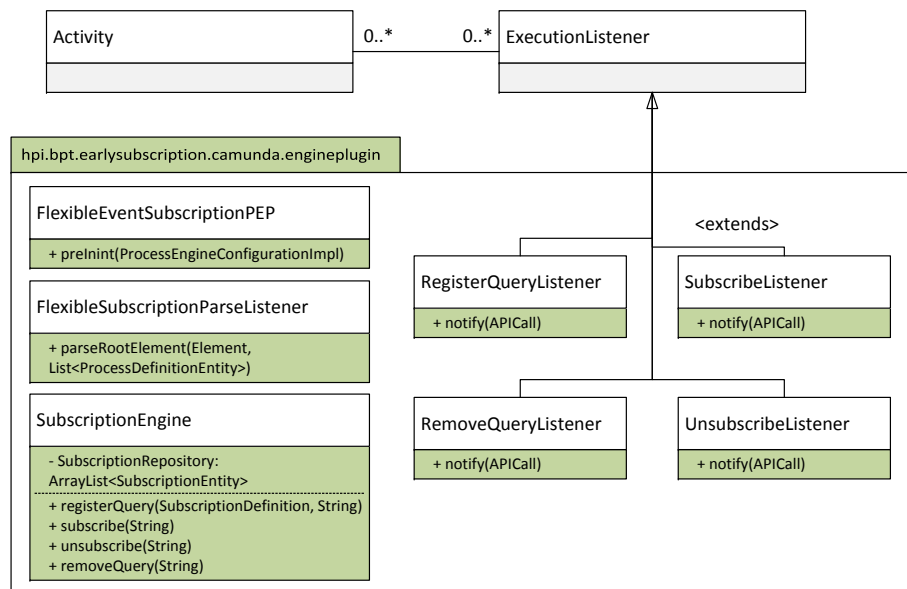 Activity
0..*
0..*
ExecutionListener
hpi.bpt.earlysubscription.camunda.engineplugin
FlexibleEventSubscriptionPEP
+ preInint(ProcessEngineConfigurationImpl)
FlexibleSubscriptionParseListener
+ parseRootElement(Element,
List<ProcessDefinitionEntity>)
SubscriptionEngine
- SubscriptionRepository:
ArrayList<SubscriptionEntity>
+ registerQuery(SubscriptionDefinition, String)
+ subscribe(String)
+ unsubscribe(String)
+ removeQuery(String)
<extends>
RegisterQueryListener
+ notify(APICall)
SubscribeListener
+ notify(APICall)
RemoveQueryListener
+ notify(APICall)
UnsubscribeListener
+ notify(APICall)